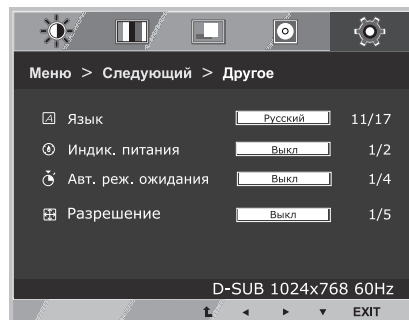 Меню > Следующий > Другое
Язык Русский 11/17
Индик. питания Выкл 1/2
Авт. реж. ожидания Выкл 1/4
Разрешение Выкл 1/5
D-SUB 1024x768 60Hz
EXIT